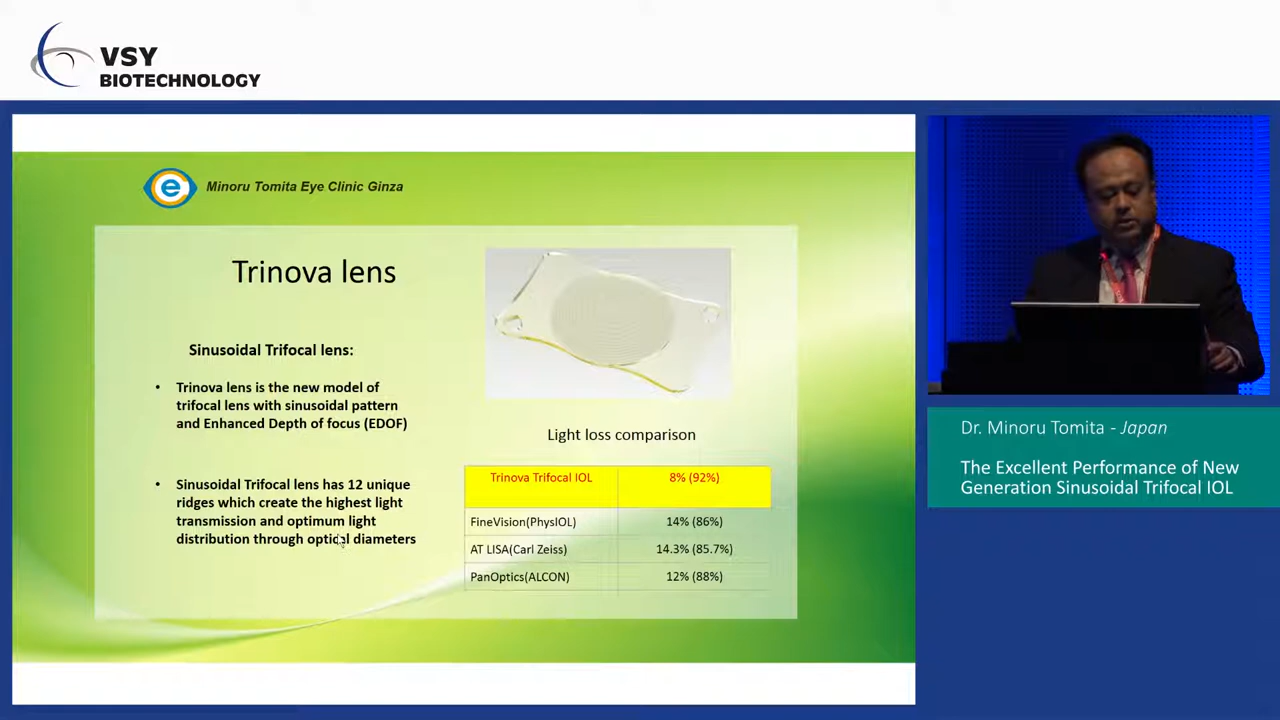 VSY
BIOTECHNOLOGY
Minoru Tomita Eye Clinic Ginza
Trinova lens
Sinusoidal Trifocal lens:
• Trinova lens is the new model of
trifocal lens with sinusoidal pattern
and Enhanced Depth of focus (EDOF)
• Sinusoidal Trifocal lens has 12 unique
ridges which create the highest light
transmission and optimum light
distribution through optical diameters
Light loss comparison
Trinova Trifocal IOL 8% (92%)
FineVision(PhysIOL) 14% (86%)
AT LISA(Carl Zeiss) 14.3% (85.7%)
PanOptics(ALCON) 12% (88%)
Dr. Minoru Tomita - Japan
The Excellent Performance of New
Generation Sinusoidal Trifocal IOL